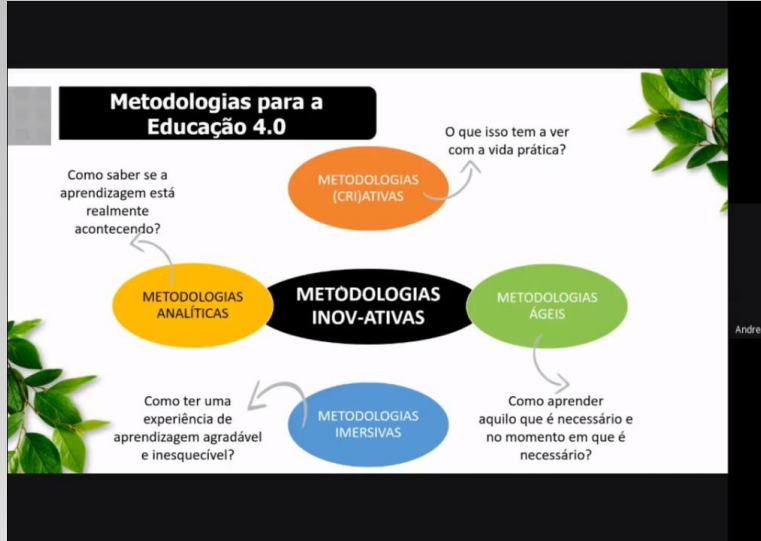 Metodologias para a
Educação 4.0
O que isso tem a ver
com a vida prática?
Como saber se a
aprendizagem está
realmente
acontecendo?
METODOLOGIAS
(CRI)ATIVAS
METODOLOGIAS
ANALÍTICAS
METODOLOGIAS
INOV-ATIVAS
METODOLOGIAS
ÁGEIS
Andre
Como ter uma
experiência de
aprendizagem agradável
e inesquecível?
METODOLOGIAS
IMERSIVAS
Como aprender
aquilo que é necessário e
no momento em que é
necessário?